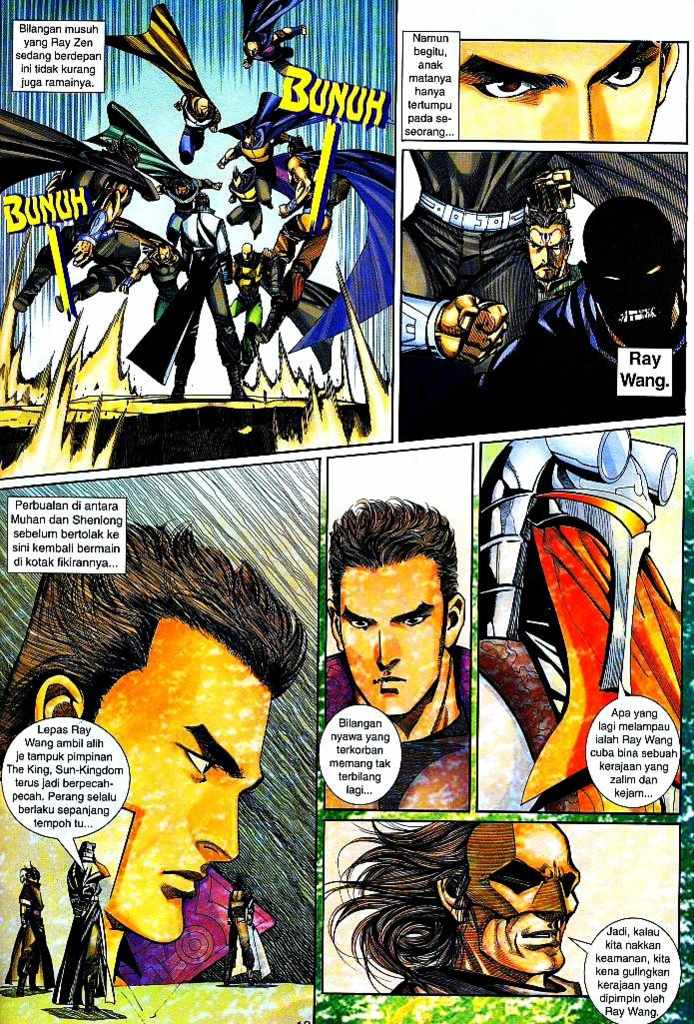 Bilangan musuh
yang Ray Zen
sedang berdepan
ini tidak kurang
juga ramainya.
BUNUH
BUNUH
Namun
begitu,
anak
matanya
hanya
tertumpu
pada se-
seorang...
Ray
Wang.
Perbualan di antara
Muhan dan Shenlong
sebelum bertolak ke
sini kembali bermain
di kotak fikirannya...
Lepas Ray
Wang ambil alih
je tampuk pimpinan
The King, Sun-Kingdom
terus jadi berpecah-
pecah. Perang selalu
berlaku sepanjang
tempoh tu...
Bilangan
nyawa yang
terkorban
memang tak
terbilang
lagi...
Apa yang
lagi melampau
ialah Ray Wang
cuba bina sebuah
kerajaan yang
zalim dan
kejam...
Jadi, kalau
kita nakkan
keamanan, kita
kena gulingkan
kerajaan yang
dipimpin oleh
Ray Wang.